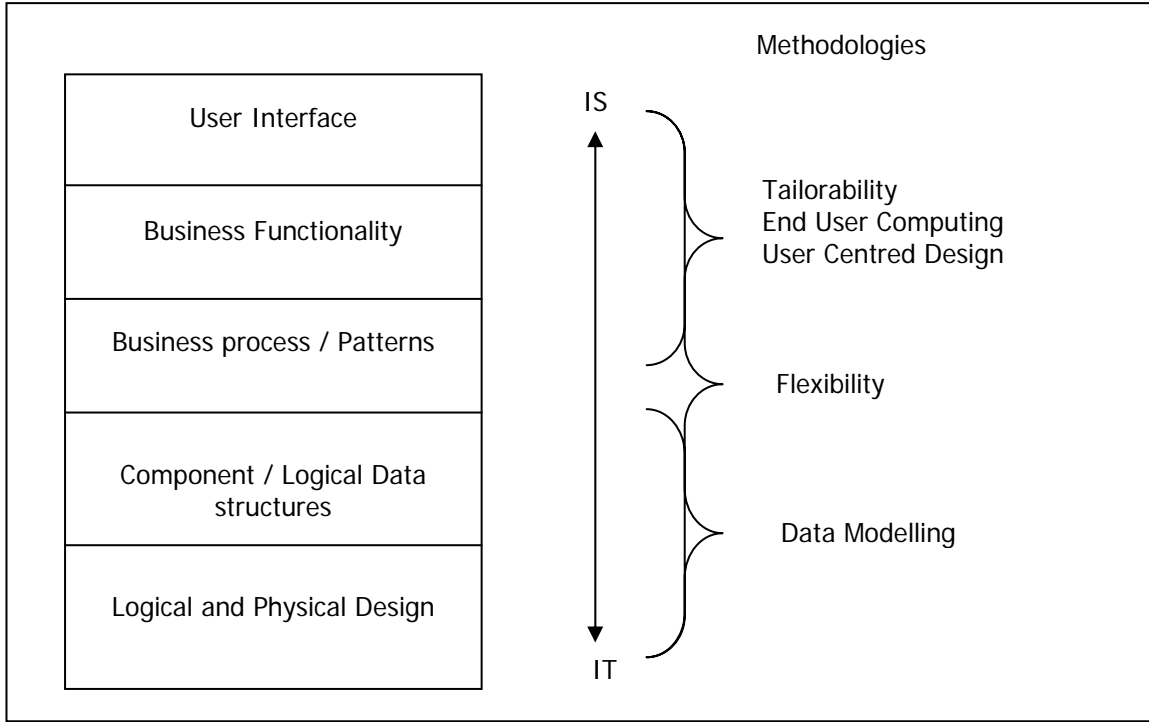 Methodologies
User Interface
Business Functionality
Business process / Patterns
Component / Logical Data
structures
Logical and Physical Design
IS
IT
Tailorability
End User Computing
User Centred Design
Flexibility
Data Modelling